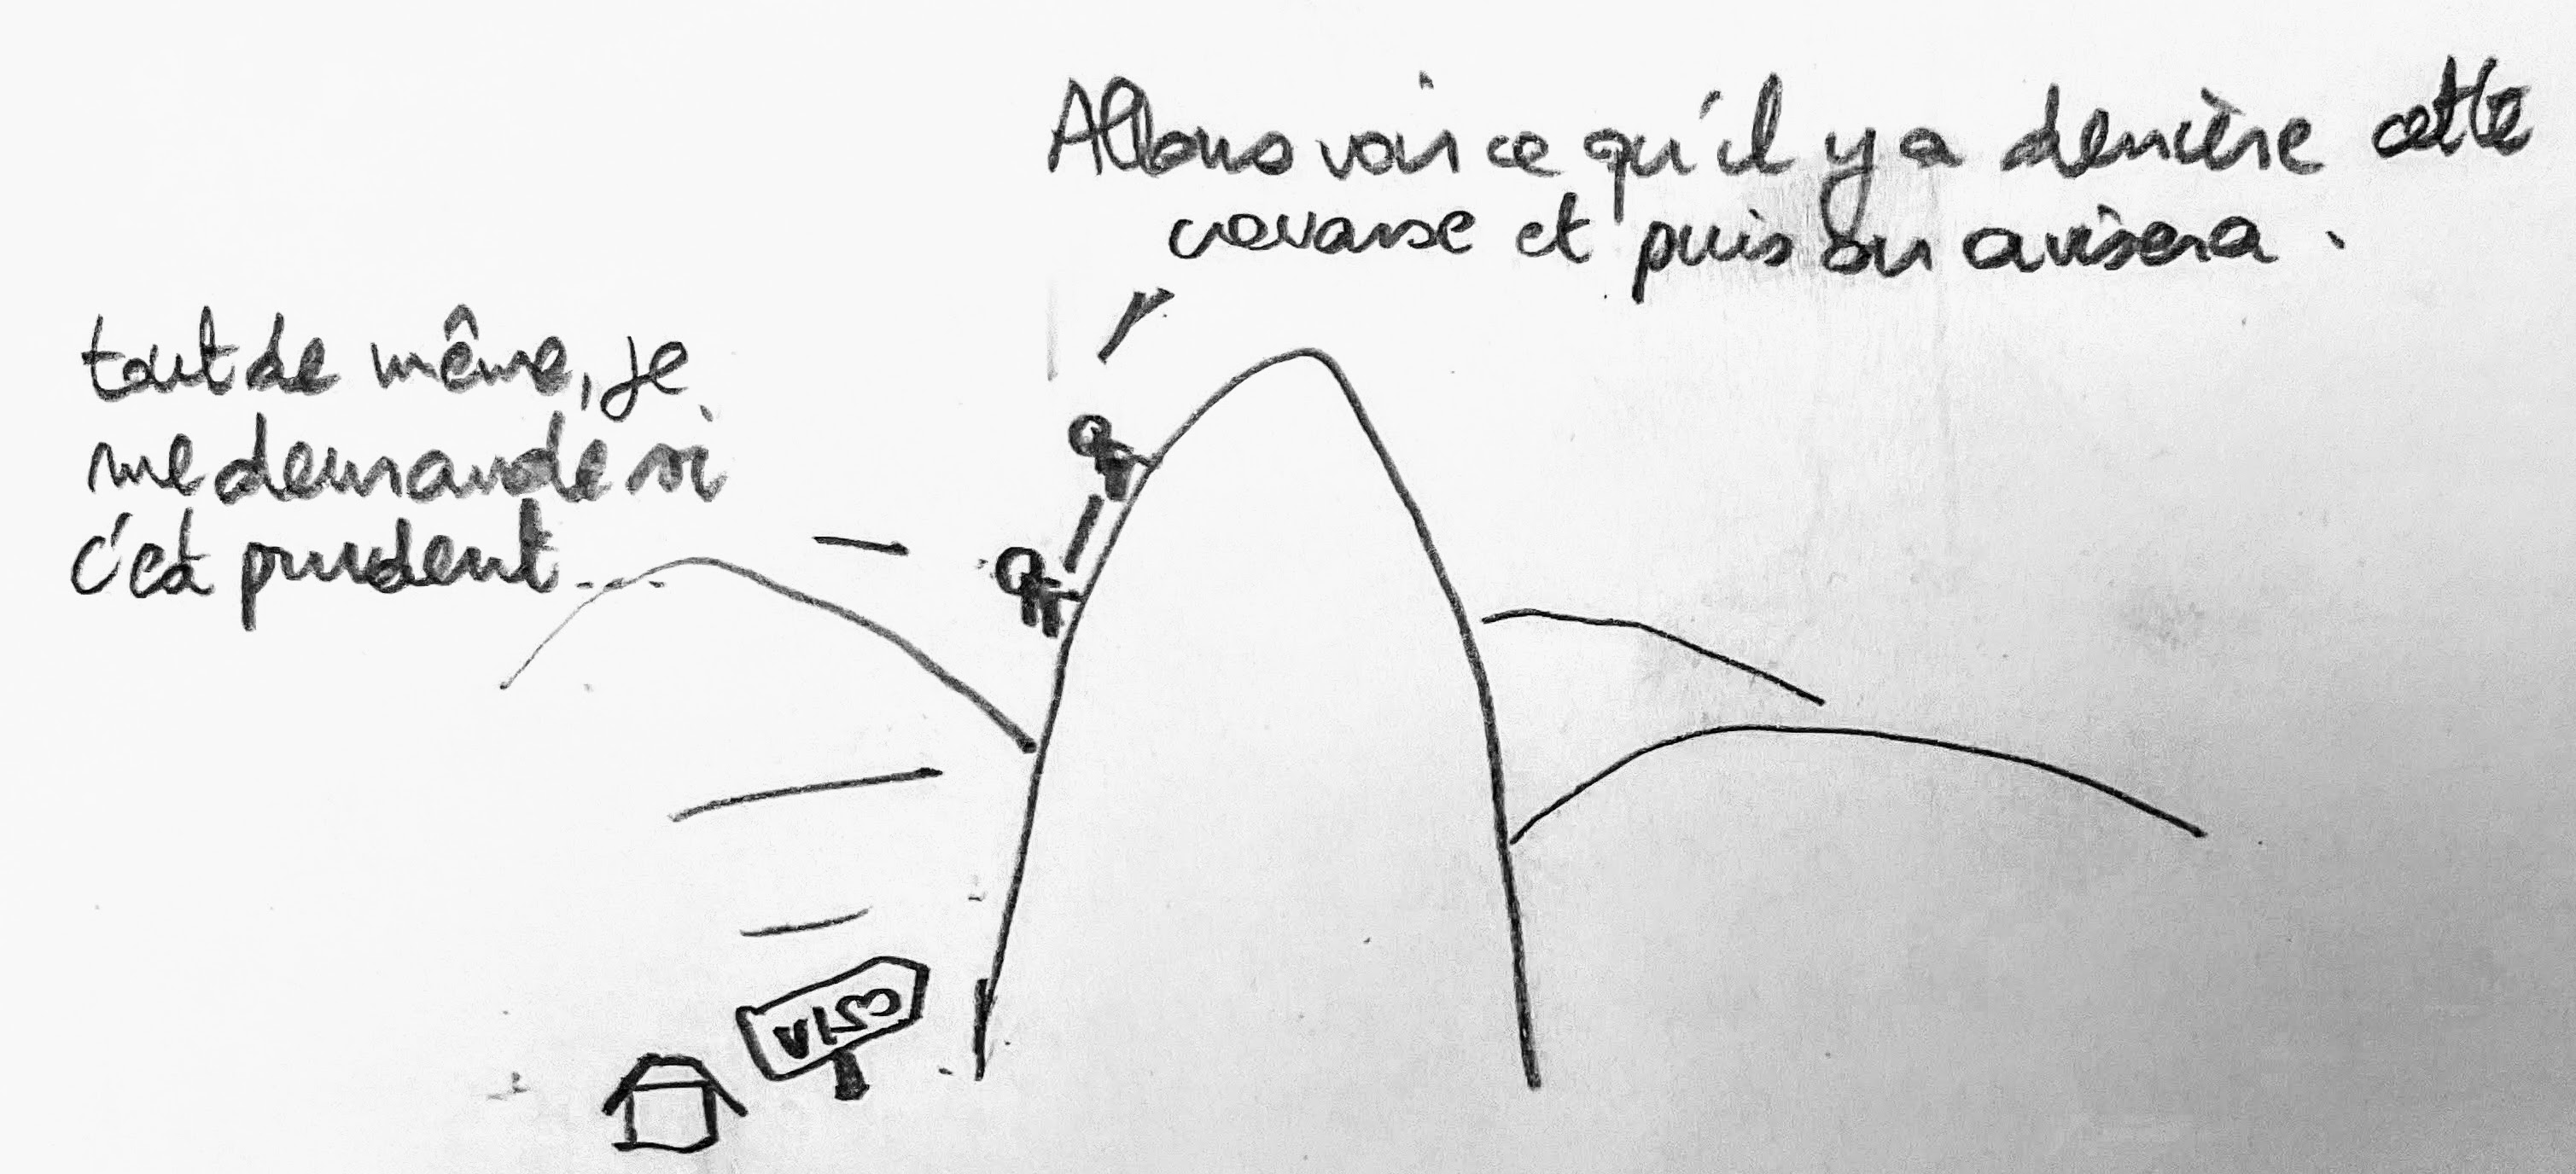 Allons voir ce qu'il y a derrière cette
crevasse et puis on avisera.
tout de même, je
me demande si
c'est prudent...